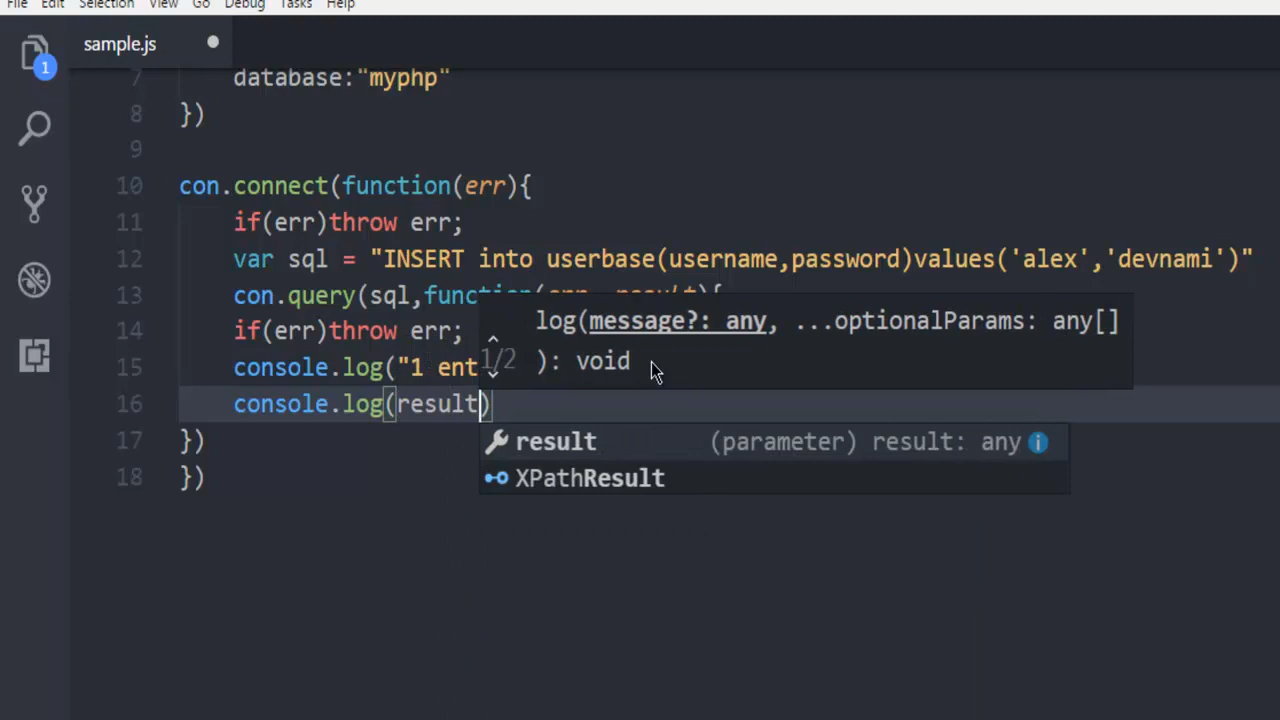 File Edit Selection View Go Debug Tasks Help
1
sample.js
7 database:"myphp"
8 })
9
10 con.connect(function(err){
11 if(err)throw err;
12 var sql = "INSERT into userbase(username,password)values('alex','devnami')"
13 con.query(sql,function(err, result){
14 if(err)throw err;
15 console.log("1 ent
log(message?: any, ...optionalParams: any[]
1/2 ): void
16 console.log(result)
17 })
result (parameter) result: any
18 })
XPathResult